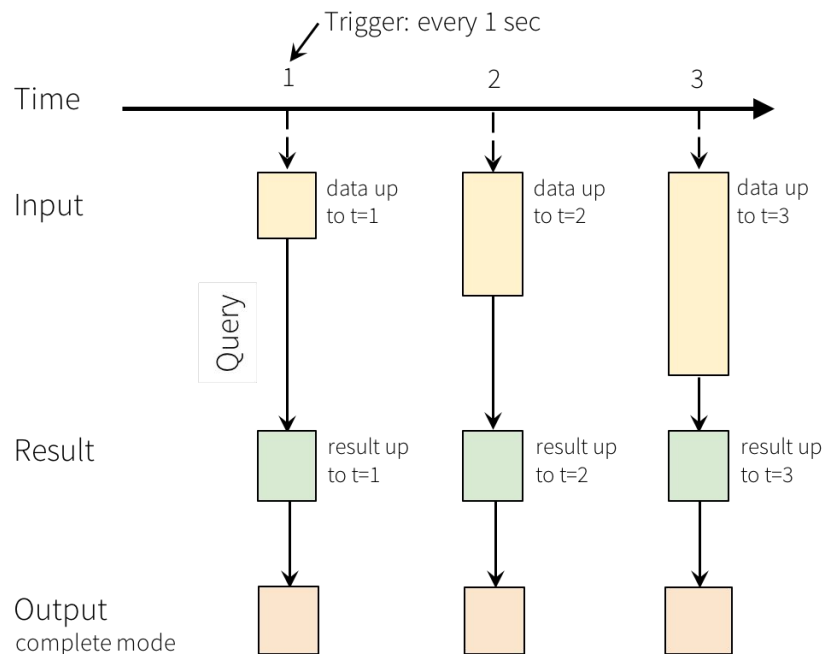 Trigger: every 1 sec
1
2
3
Time
Input
data up
to t=1
data up
to t=2
data up
to t=3
Query
Result
result up
to t=1
result up
to t=2
result up
to t=3
Output
complete mode